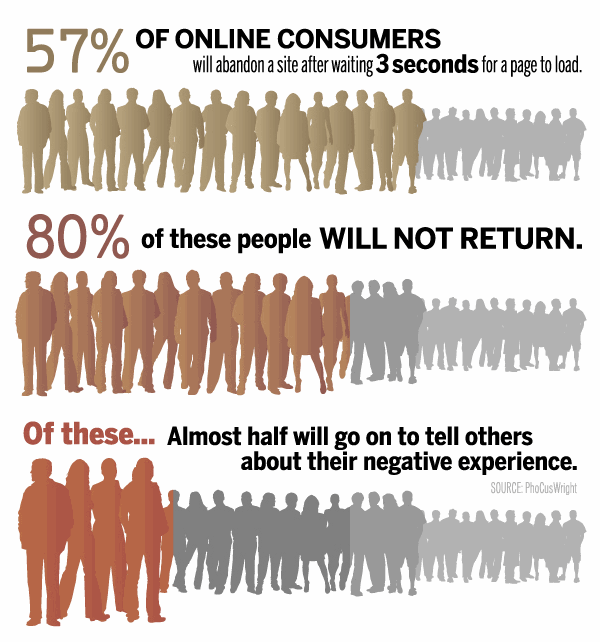 57% OF ONLINE CONSUMERS
will abandon a site after waiting 3 seconds for a page to load.
80% of these people WILL NOT RETURN.
Of these... Almost half will go on to tell others
about their negative experience.
SOURCE: PhoCusWright